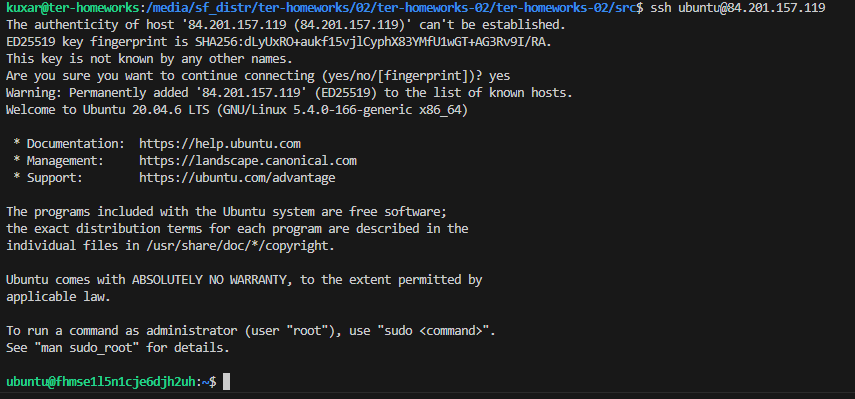 kuxar@ter-homeworks:/media/sf_distr/ter-homeworks/02/ter-homeworks-02/ter-homeworks-02/src$ ssh ubuntu@84.201.157.119
The authenticity of host '84.201.157.119 (84.201.157.119)' can't be established.
ED25519 key fingerprint is SHA256:dLyUxRO+aukf15vjlCyphX83YMfU1wGT+AG3Rv9I/RA.
This key is not known by any other names.
Are you sure you want to continue connecting (yes/no/[fingerprint])? yes
Warning: Permanently added '84.201.157.119' (ED25519) to the list of known hosts.
Welcome to Ubuntu 20.04.6 LTS (GNU/Linux 5.4.0-166-generic x86_64)

 * Documentation:  https://help.ubuntu.com
 * Management:     https://landscape.canonical.com
 * Support:        https://ubuntu.com/advantage

The programs included with the Ubuntu system are free software;
the exact distribution terms for each program are described in the
individual files in /usr/share/doc/*/copyright.

Ubuntu comes with ABSOLUTELY NO WARRANTY, to the extent permitted by
applicable law.

To run a command as administrator (user "root"), use "sudo <command>".
See "man sudo_root" for details.

ubuntu@fhmse1l5n1cje6djh2uh:~$